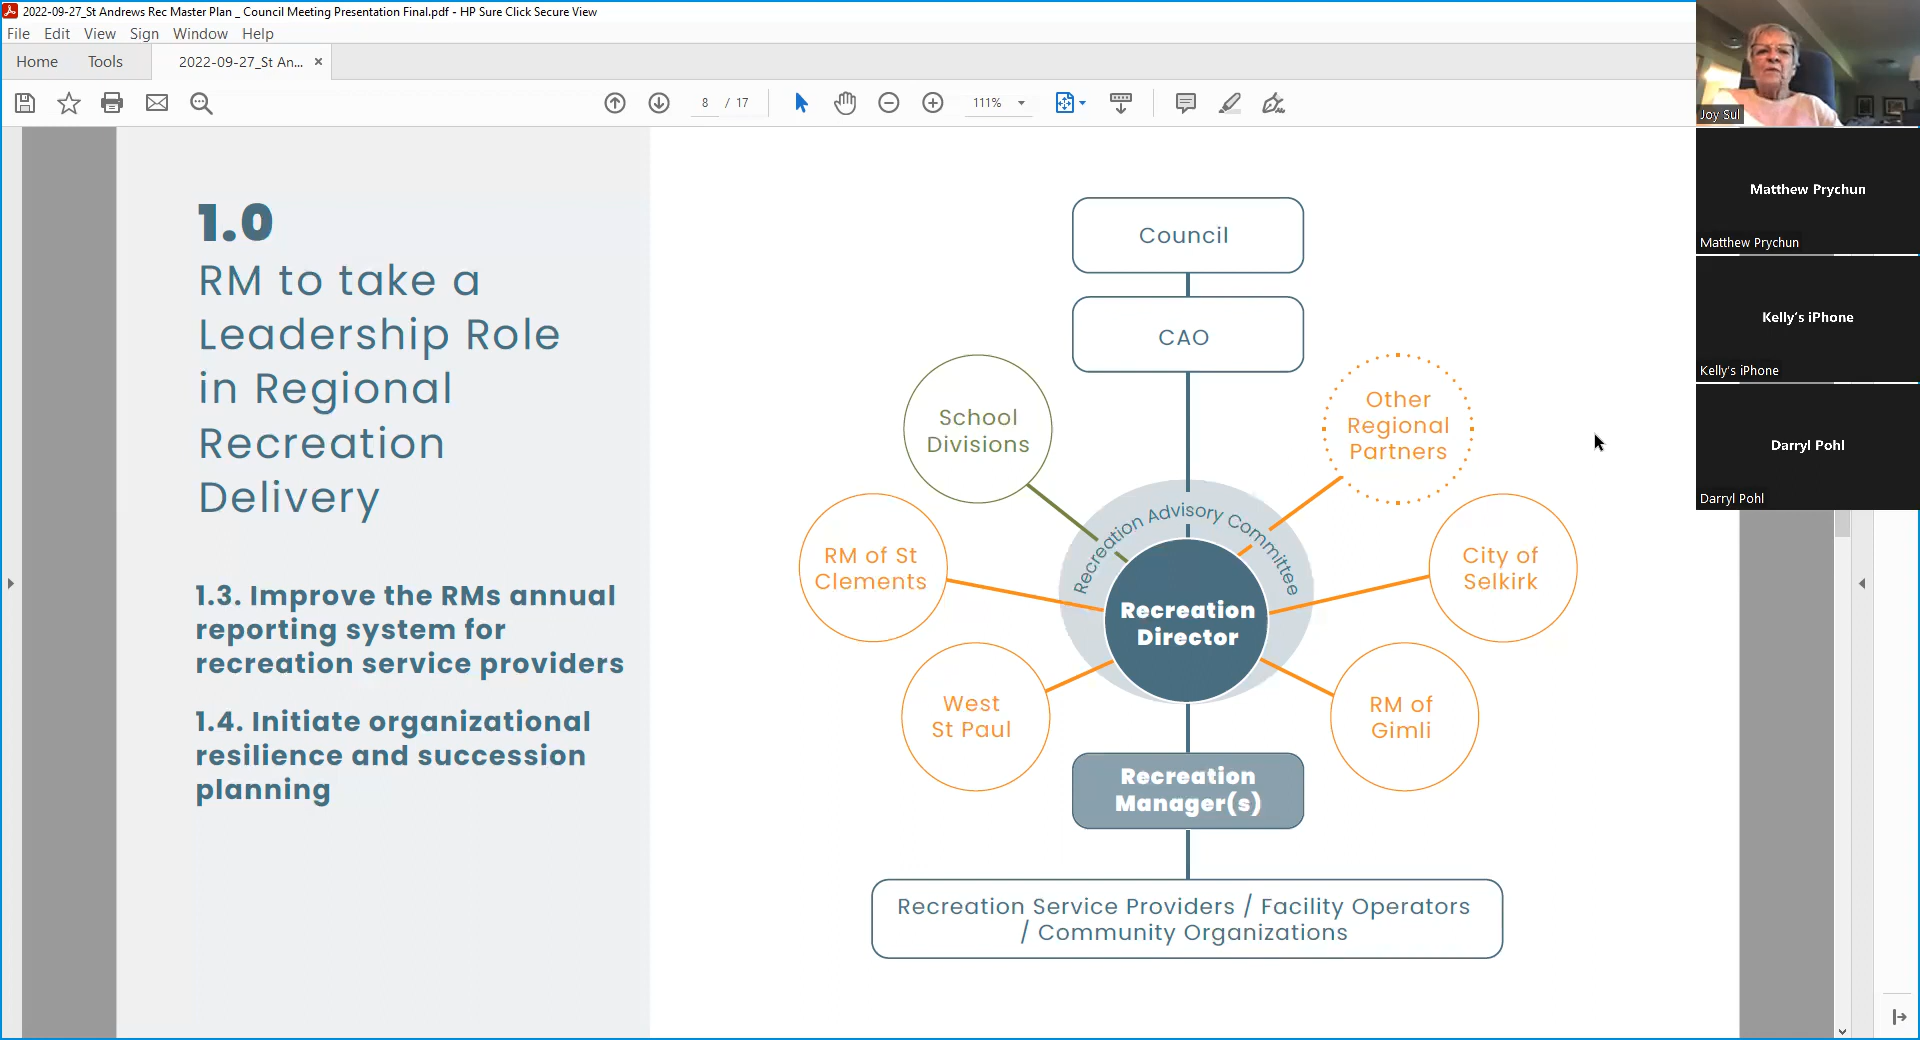 2022-09-27_St Andrews Rec Master Plan _ Council Meeting Presentation Final.pdf - HP Sure Click Secure View
File Edit View Sign Window Help
Home Tools 2022-09-27_St An... ×
8 / 17 111%
1.0
RM to take a
Leadership Role
in Regional
Recreation
Delivery
1.3. Improve the RMs annual
reporting system for
recreation service providers
1.4. Initiate organizational
resilience and succession
planning
Council
CAO
School
Divisions
Other
Regional
Partners
Recreation Advisory Committee
RM of St
Clements
City of
Selkirk
Recreation
Director
West
St Paul
RM of
Gimli
Recreation
Manager(s)
Recreation Service Providers / Facility Operators
/ Community Organizations
Joy Sul
Matthew Prychun
Matthew Prychun
Kelly's iPhone
Kelly's iPhone
Darryl Pohl
Darryl Pohl